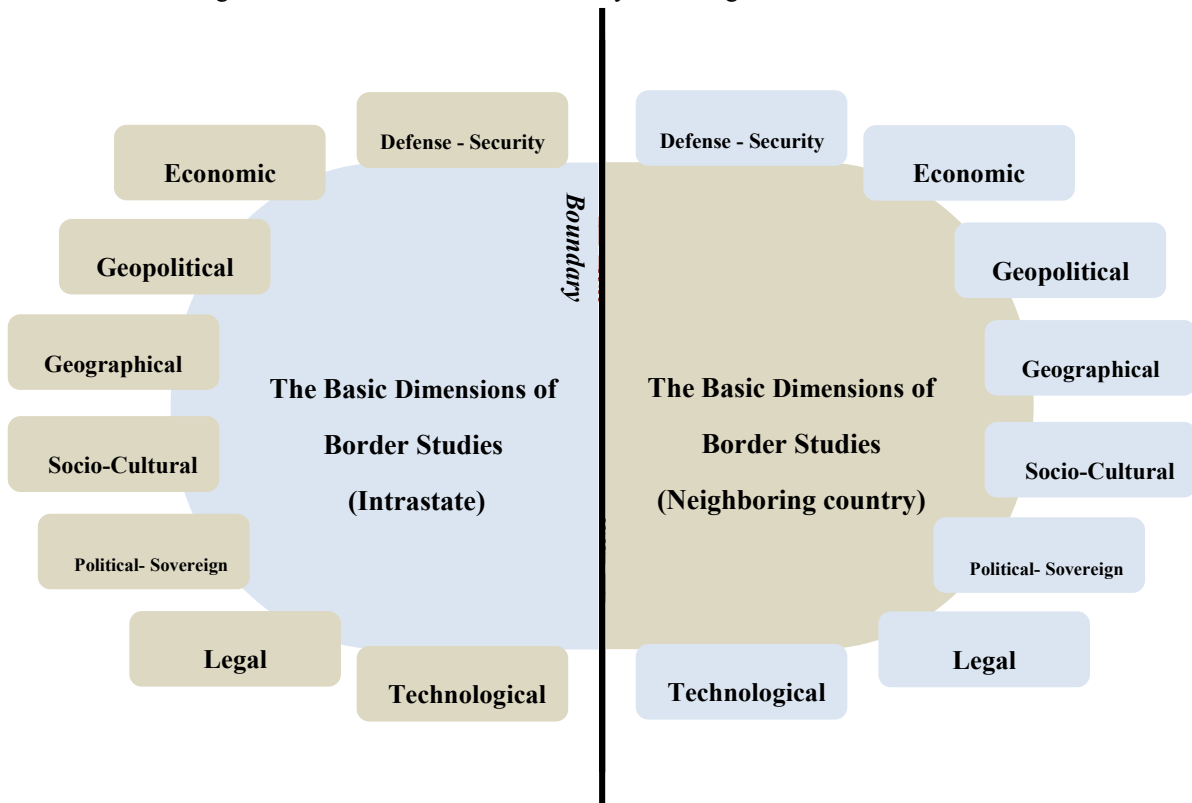 Defense - Security
Economic
Geopolitical
Geographical
Socio-Cultural
Political- Sovereign
Legal
Technological
The Basic Dimensions of
Border Studies
(Intrastate)
Boundary
Defense - Security
Economic
Geopolitical
Geographical
Socio-Cultural
Political- Sovereign
Legal
Technological
The Basic Dimensions of
Border Studies
(Neighboring country)